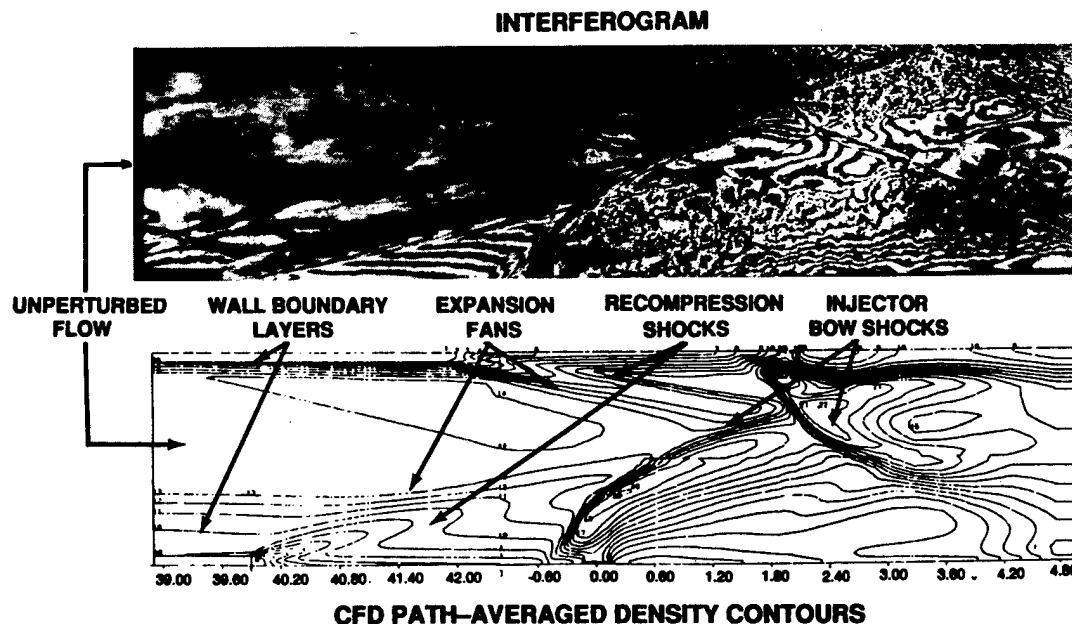 INTERFEROGRAM
UNPERTURBED
FLOW
WALL BOUNDARY
LAYERS
EXPANSION
FANS
RECOMPRESSION
SHOCKS
INJECTOR
BOW SHOCKS
39.00 39.60 40.20 40.80 41.40 42.00 -0.60 0.00 0.60 1.20 1.80 2.40 3.00 3.60 4.20 4.80
CFD PATH–AVERAGED DENSITY CONTOURS